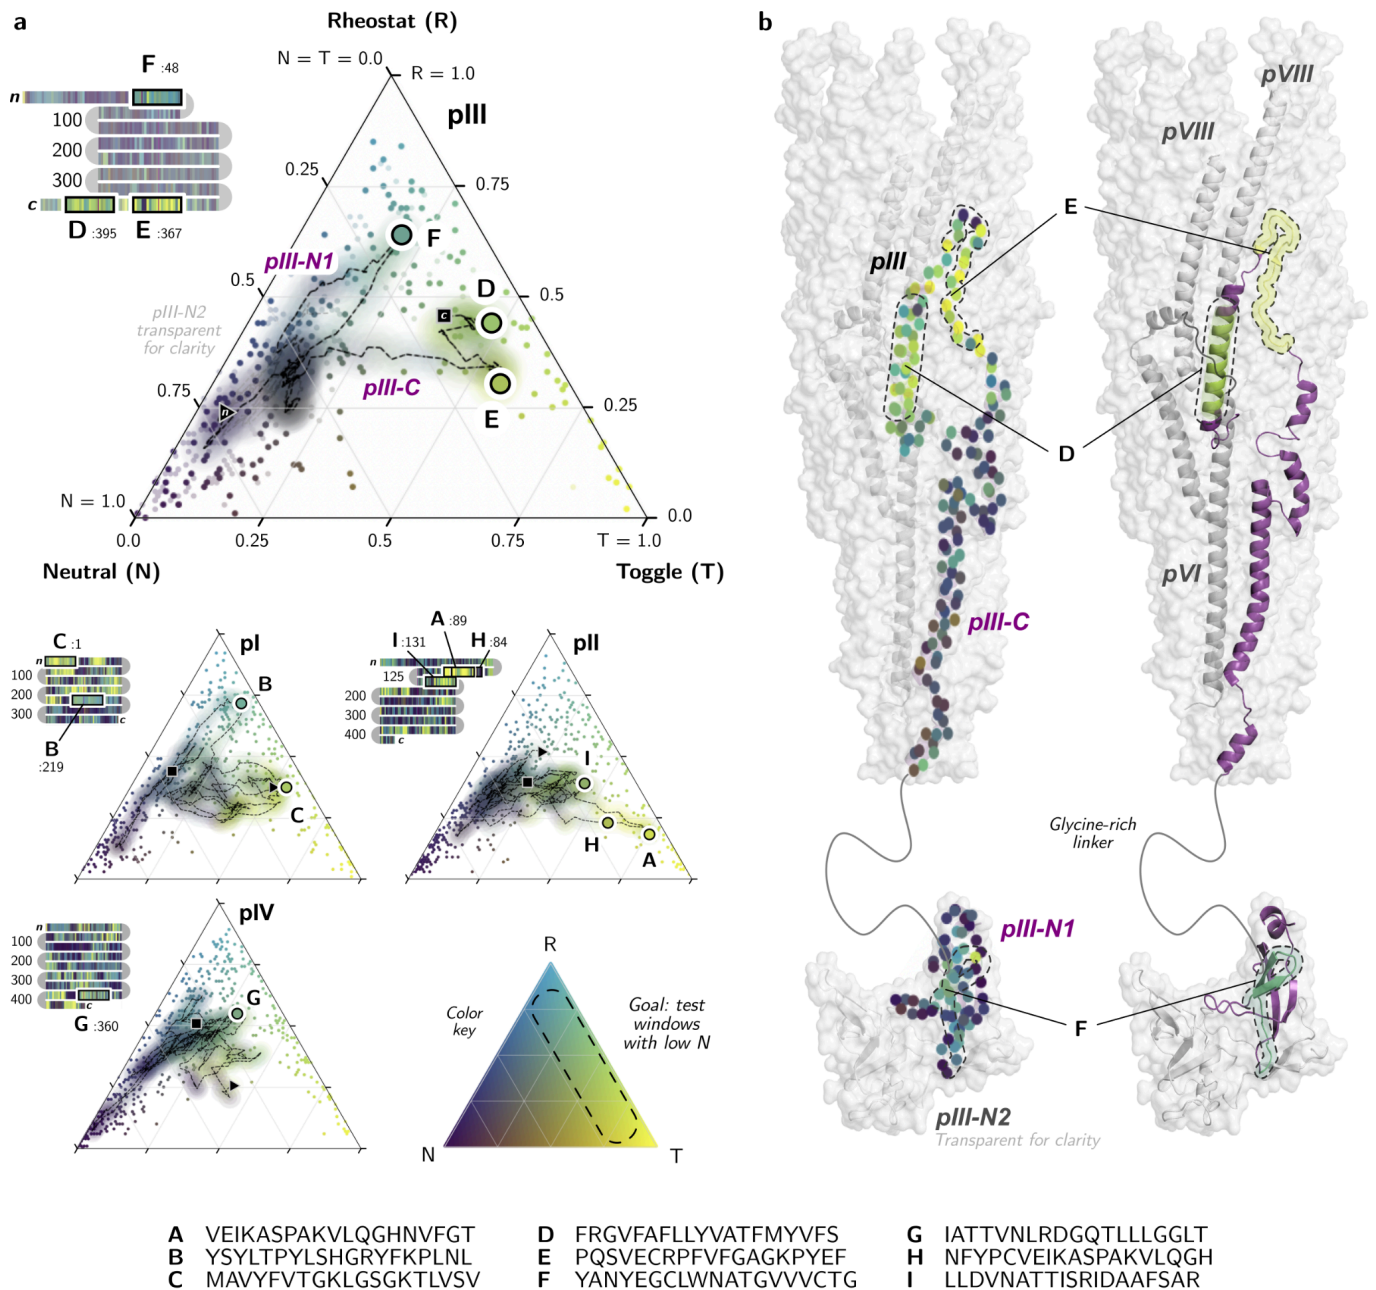 a
Rheostat (R)
N = T = 0.0
R = 1.0
F :48
n
100
200
300
c
D :395
E :367
pIII
0.25
0.75
F
pIII-N1
0.5
D
0.5
pIII-N2
transparent
for clarity
c
pIII-C
0.75
n
E
0.25
N = 1.0
0.0
0.0
0.25
0.5
0.75
T = 1.0
Neutral (N)
Toggle (T)
C :1
n
100
200
300
c
B
:219
pI
B
C
A :89
I :131
H :84
n
125
200
300
400
c
pII
I
H
A
n
100
200
300
400
c
G :360
pIV
G
R
Color
key
Goal: test
windows
with low N
N
T
b
pVIII
pVIII
E
pIII
D
pVI
pIII-C
Glycine-rich
linker
pIII-N1
F
pIII-N2
Transparent for clarity
A VEIKASPAKVLQGHNVFGT
B YSYLTPYLSHGRYFKPLNL
C MAVYFVTGKLGSGKTLVSV
D FRGVFAFLLYVATFMYVFS
E PQSVECRPFVFGAGKPYEF
F YANYEGCLWNATGVVVCTG
G IATTVNLRDGQTLLLGGLT
H NFYPCVEIKASPAKVLQGH
I LLDVNATTISRIDAAFSAR